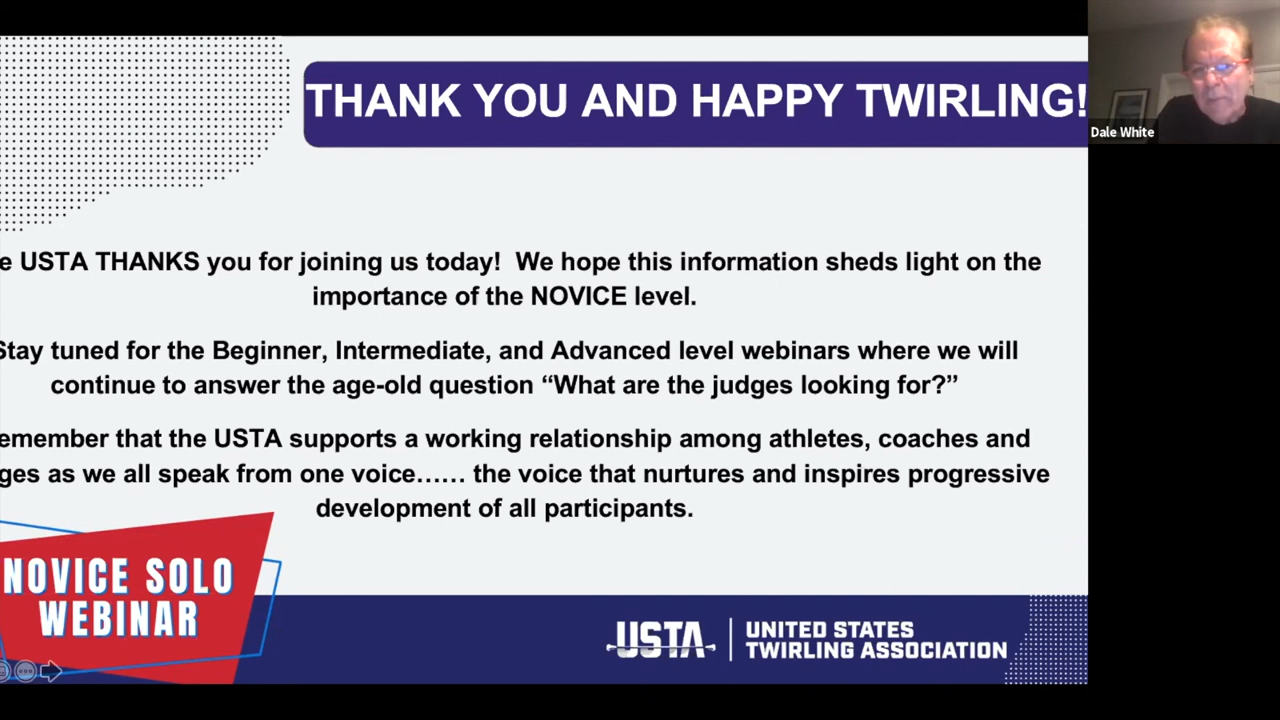 THANK YOU AND HAPPY TWIRLING!
Dale White
e USTA THANKS you for joining us today!  We hope this information sheds light on the
importance of the NOVICE level.
Stay tuned for the Beginner, Intermediate, and Advanced level webinars where we will
continue to answer the age-old question “What are the judges looking for?”
emember that the USTA supports a working relationship among athletes, coaches and
ges as we all speak from one voice…… the voice that nurtures and inspires progressive
development of all participants.
NOVICE SOLO
WEBINAR
USTA
UNITED STATES
TWIRLING ASSOCIATION